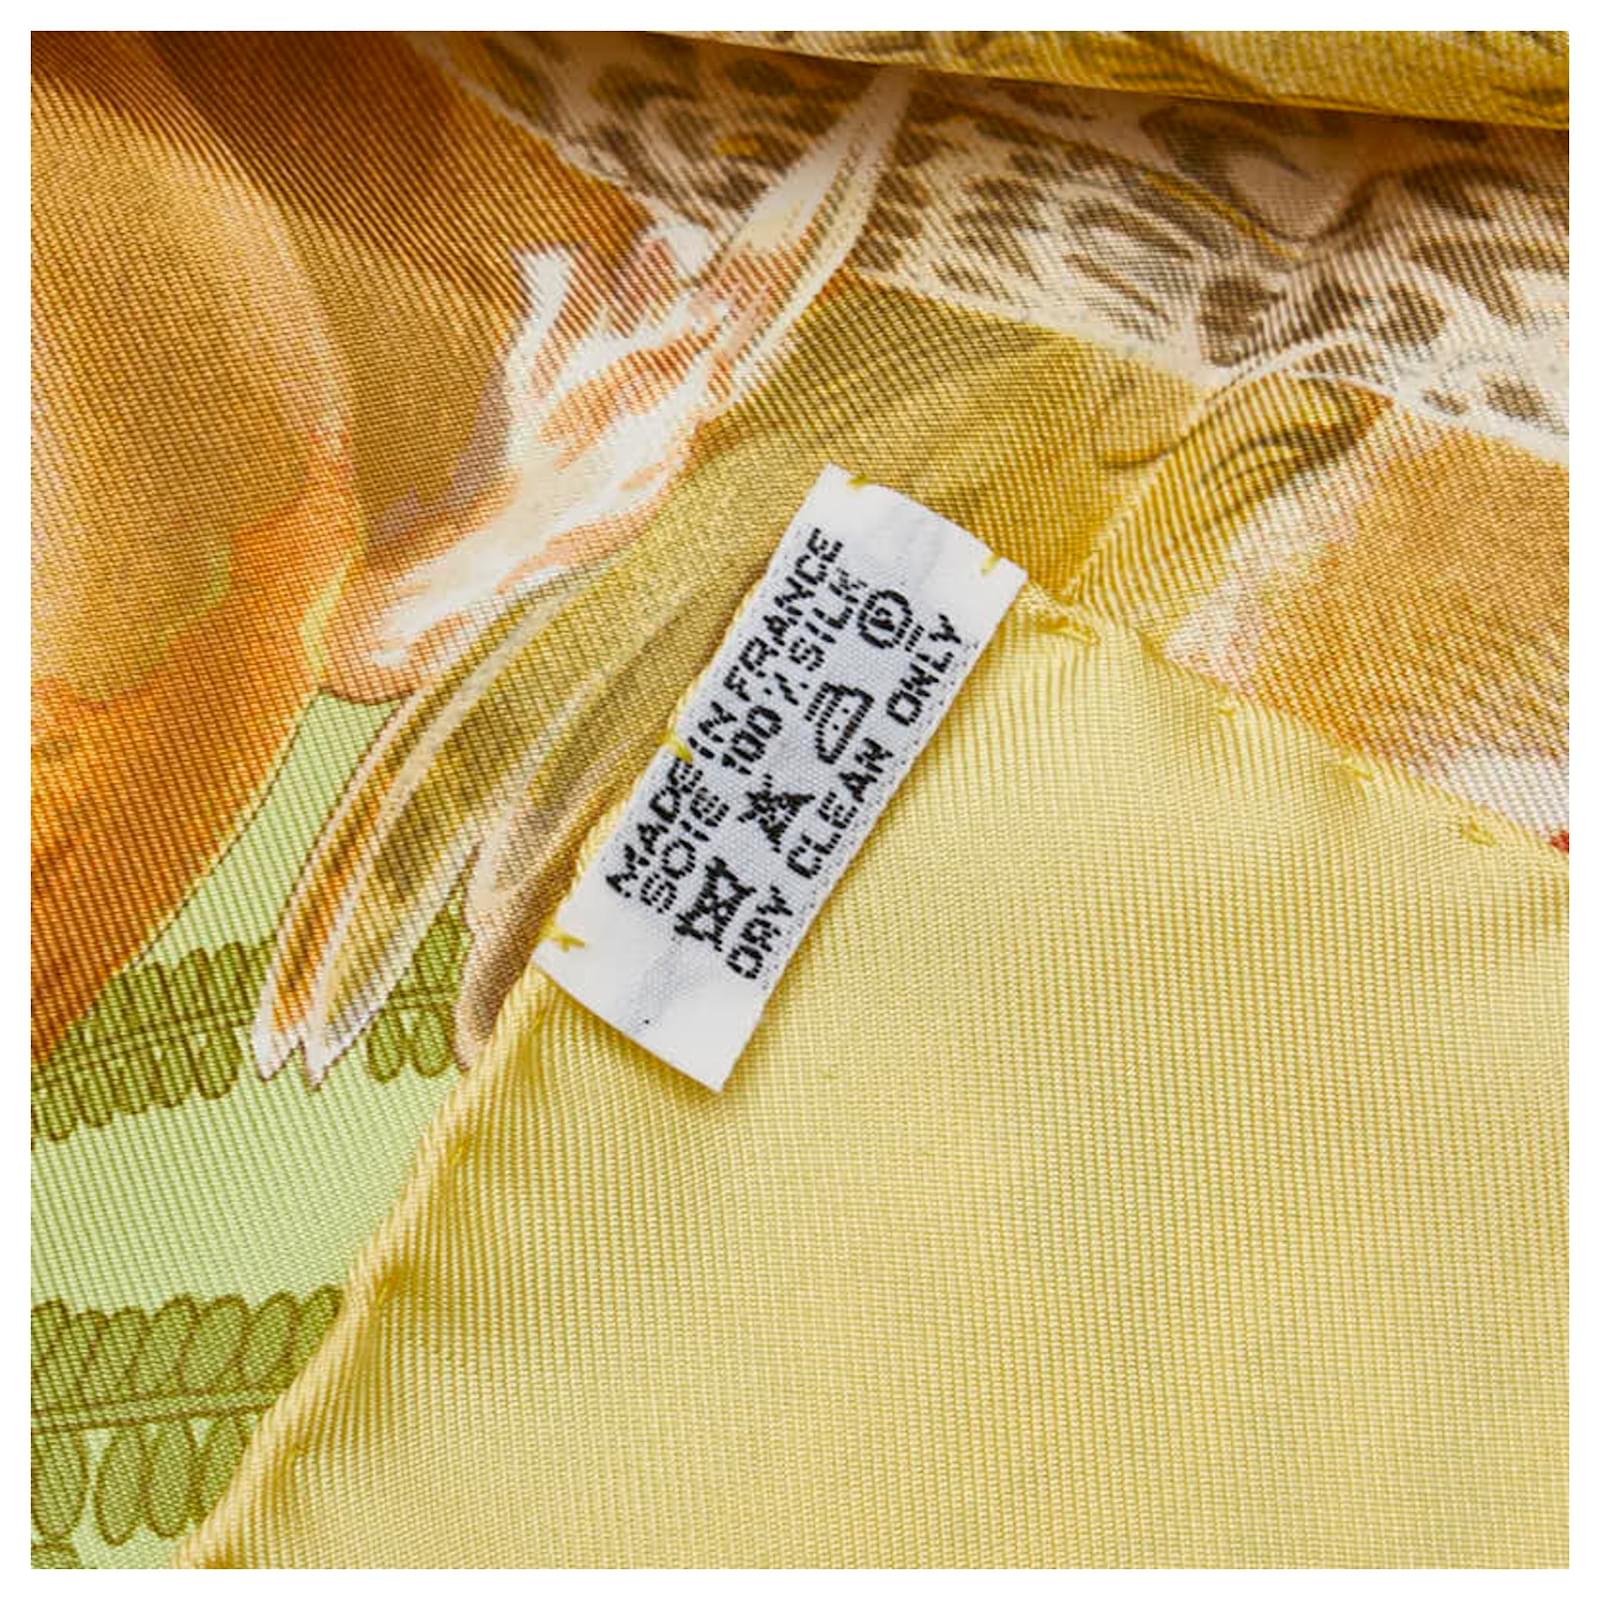 MADE IN FRANCE
SOIE 100% SILK
P
DRY CLEAN ONLY